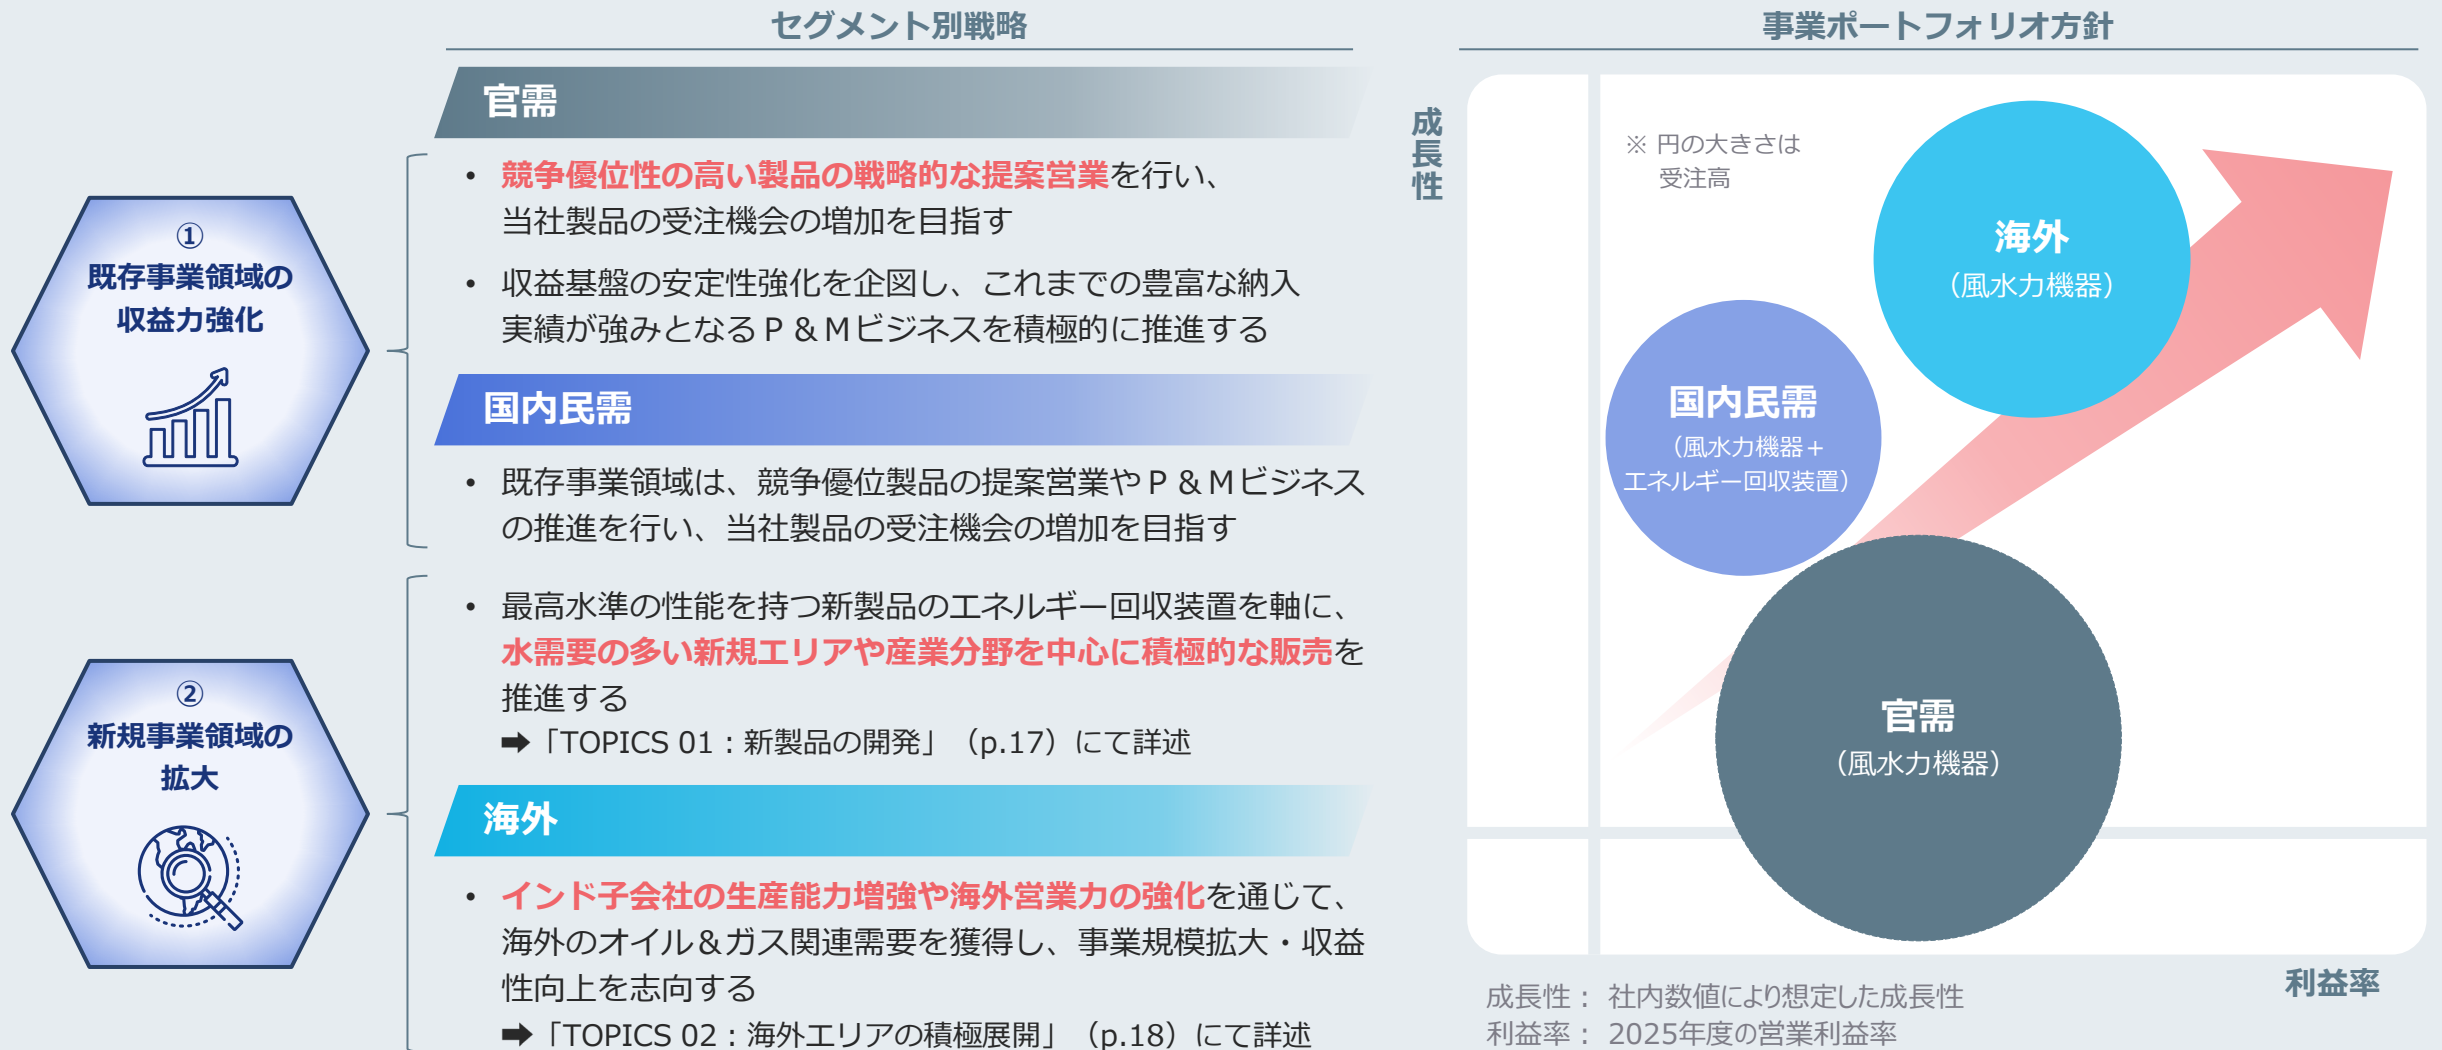 セグメント別戦略
①
既存事業領域の
収益力強化
②
新規事業領域の
拡大
官需
• 競争優位性の高い製品の戦略的な提案営業を行い、
当社製品の受注機会の増加を目指す
• 収益基盤の安定性強化を企図し、これまでの豊富な納入
実績が強みとなるＰ＆Ｍビジネスを積極的に推進する
国内民需
• 既存事業領域は、競争優位製品の提案営業やＰ＆Ｍビジネス
の推進を行い、当社製品の受注機会の増加を目指す
• 最高水準の性能を持つ新製品のエネルギー回収装置を軸に、
水需要の多い新規エリアや産業分野を中心に積極的な販売を
推進する
➡「TOPICS 01：新製品の開発」（p.17）にて詳述
海外
• インド子会社の生産能力増強や海外営業力の強化を通じて、
海外のオイル＆ガス関連需要を獲得し、事業規模拡大・収益
性向上を志向する
➡「TOPICS 02：海外エリアの積極展開」（p.18）にて詳述
事業ポートフォリオ方針
成長性
※ 円の大きさは
受注高
海外
（風水力機器）
国内民需
（風水力機器＋
エネルギー回収装置）
官需
（風水力機器）
利益率
成長性： 社内数値により想定した成長性
利益率： 2025年度の営業利益率